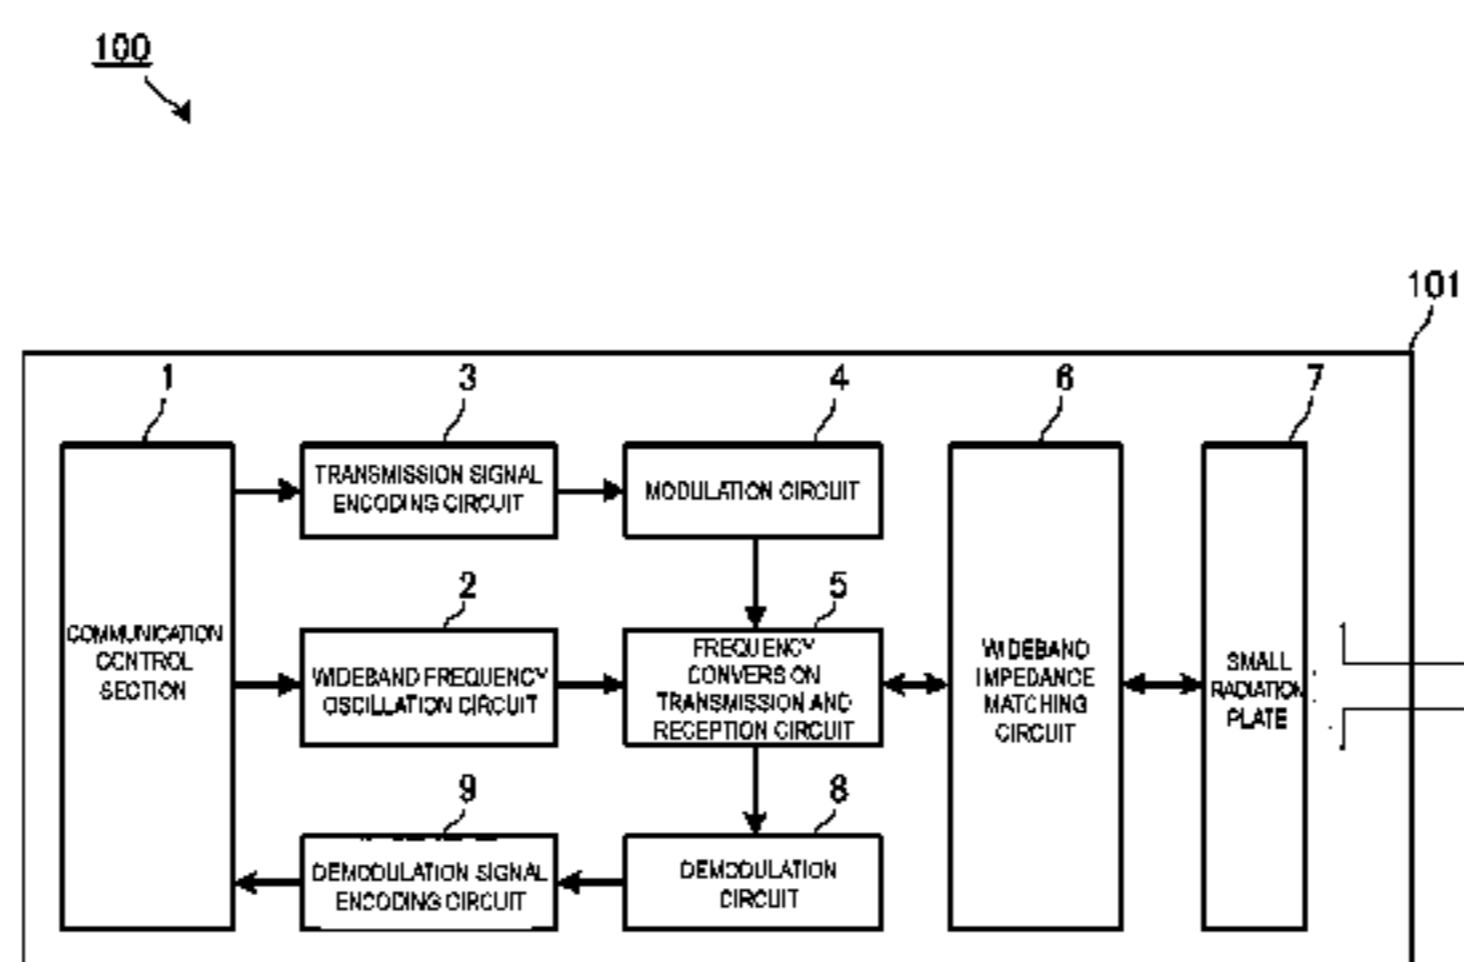 100
101
1
3
4
6
7
TRANSMISSION SIGNAL
ENCODING CIRCUIT
MODULATION CIRCUIT
2
5
COMMUNICATION
CONTROL
SECTION
WIDEBAND FREQUENCY
OSCILLATION CIRCUIT
FREQUENCY
CONVERSION
TRANSMISSION AND
RECEPTION CIRCUIT
WIDEBAND
IMPEDANCE
MATCHING
CIRCUIT
SMALL
RADIATION
PLATE
9
8
DEMODULATION SIGNAL
ENCODING CIRCUIT
DEMODULATION
CIRCUIT